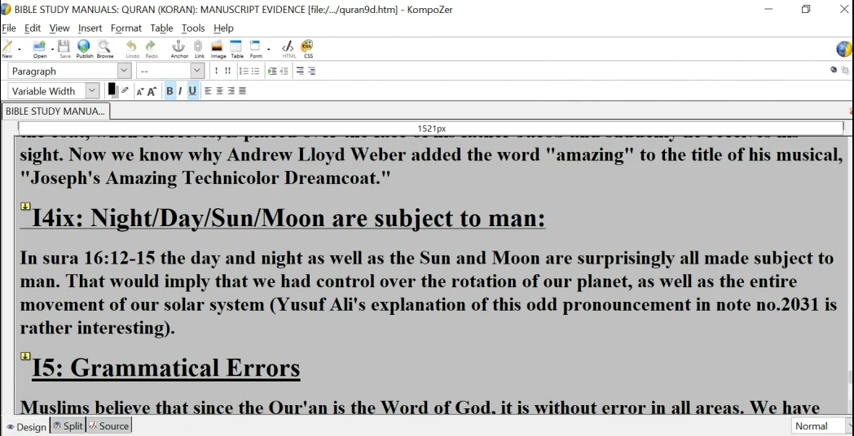 BIBLE STUDY MANUALS: QURAN (KORAN): MANUSCRIPT EVIDENCE [file:/.../quran9d.htm] - KompoZer
File Edit View Insert Format Table Tools Help
New Open Save Publish Browse Undo Redo Anchor Link Image Table Form HTML CSS
Paragraph --
Variable Width A A B I U
BIBLE STUDY MANUA...
1521px
sight. Now we know why Andrew Lloyd Weber added the word "amazing" to the title of his musical,
"Joseph's Amazing Technicolor Dreamcoat."
I4ix: Night/Day/Sun/Moon are subject to man:
In sura 16:12-15 the day and night as well as the Sun and Moon are surprisingly all made subject to
man. That would imply that we had control over the rotation of our planet, as well as the entire
movement of our solar system (Yusuf Ali's explanation of this odd pronouncement in note no.2031 is
rather interesting).
I5: Grammatical Errors
Muslims believe that since the Qur'an is the Word of God, it is without error in all areas. We have
Design Split Source
Normal